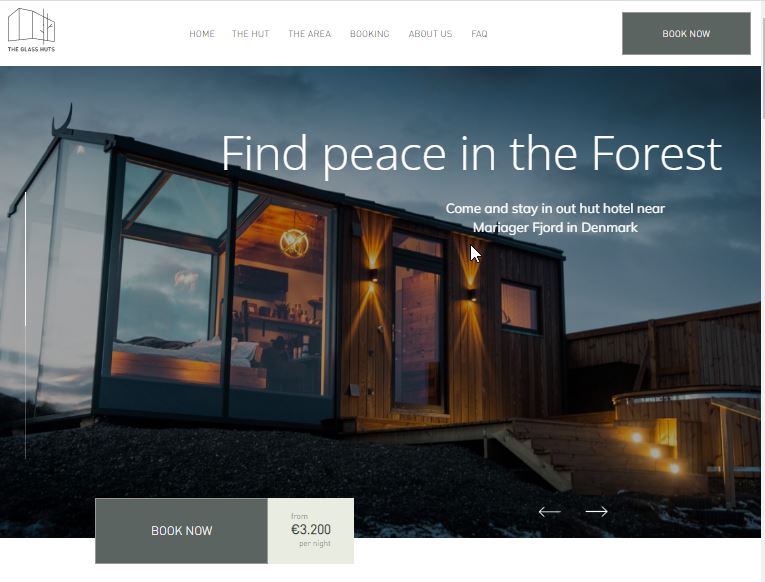 THE GLASS HUTS
HOME THE HUT THE AREA BOOKING ABOUT US FAQ
BOOK NOW
Find peace in the Forest
Come and stay in out hut hotel near
Mariager Fjord in Denmark
BOOK NOW
from
€3.200
per night